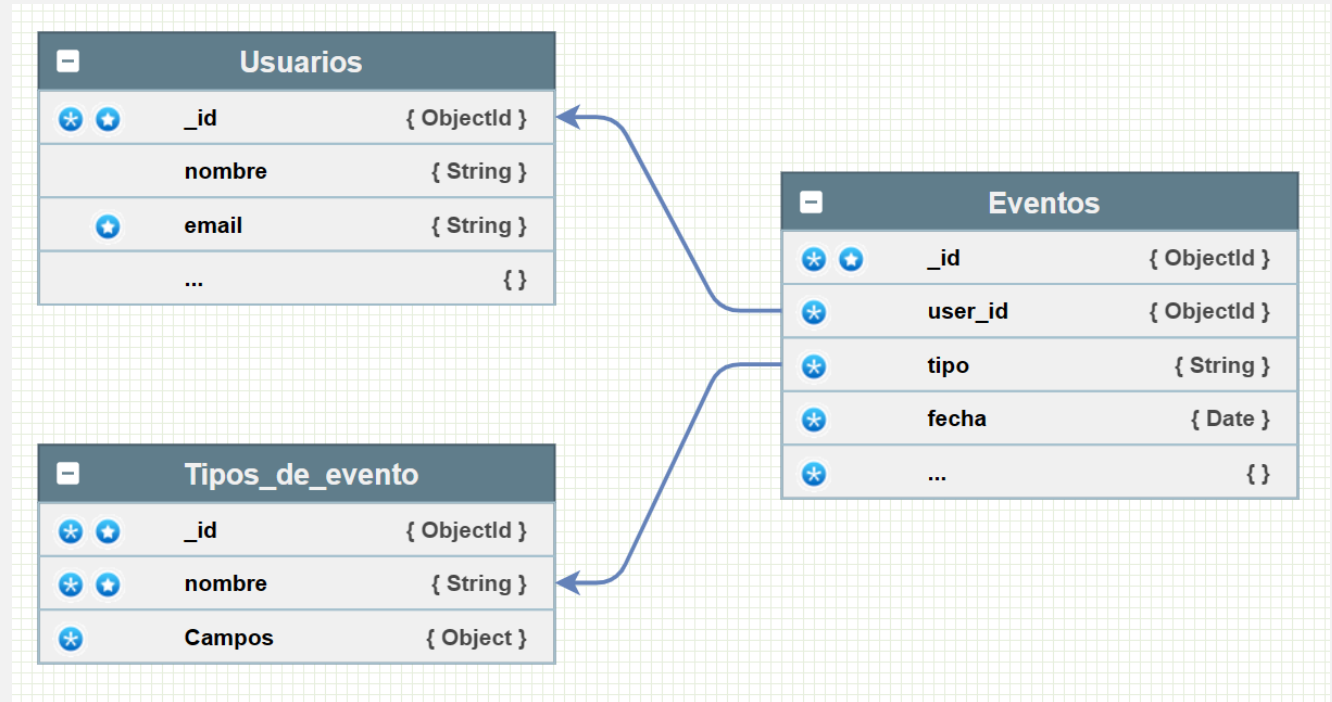 Usuarios
_id { ObjectId }
nombre { String }
email { String }
... { }
Eventos
_id { ObjectId }
user_id { ObjectId }
tipo { String }
fecha { Date }
... { }
Tipos_de_evento
_id { ObjectId }
nombre { String }
Campos { Object }